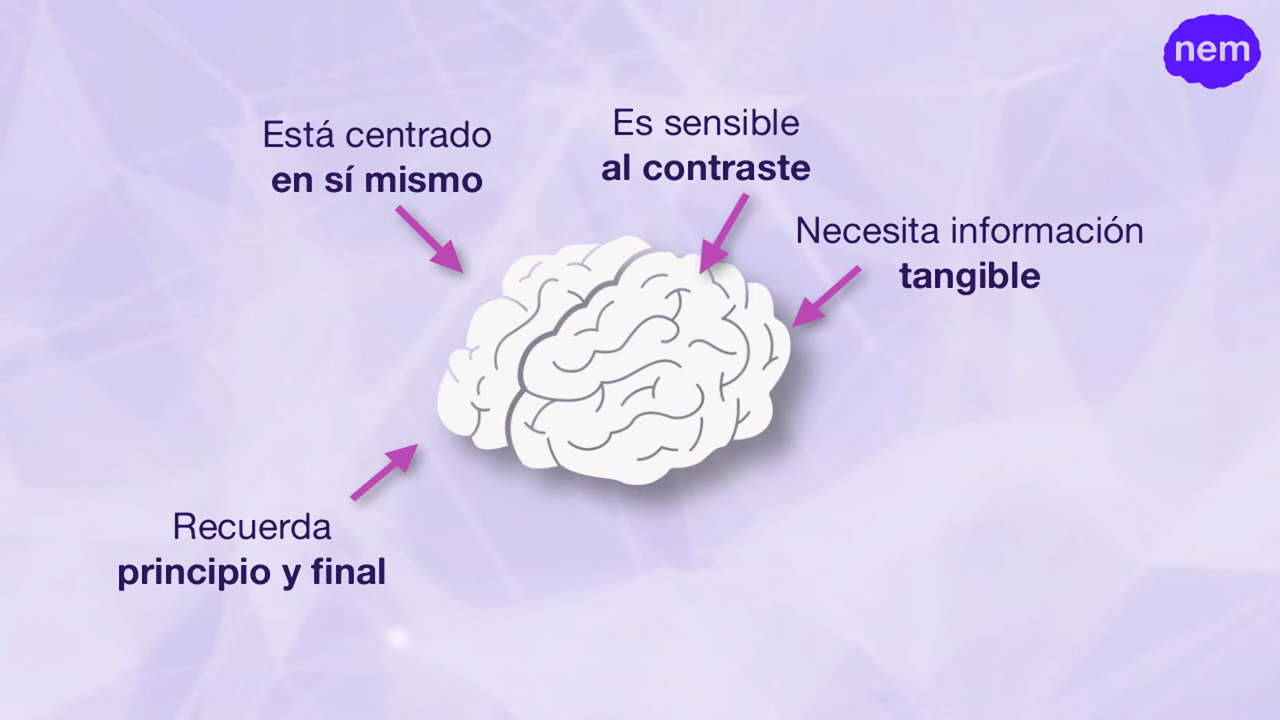 nem
Está centrado
en sí mismo
Es sensible
al contraste
Necesita información
tangible
Recuerda
principio y final